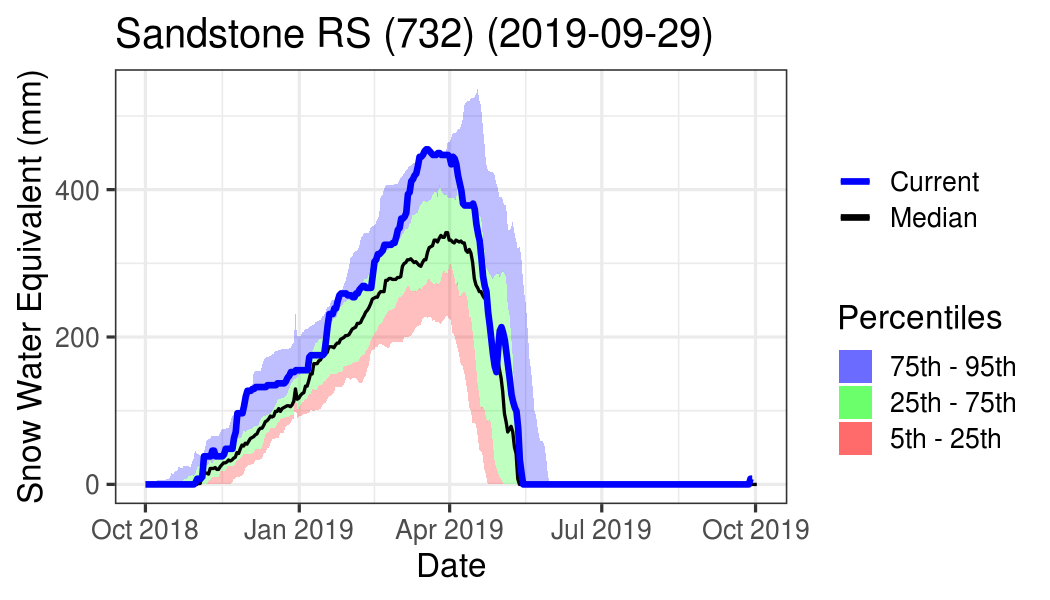 Sandstone RS (732) (2019-09-29)
Snow Water Equivalent (mm)
400
200
0
Oct 2018
Jan 2019
Apr 2019
Jul 2019
Oct 2019
Date
Current
Median
Percentiles
75th - 95th
25th - 75th
5th - 25th